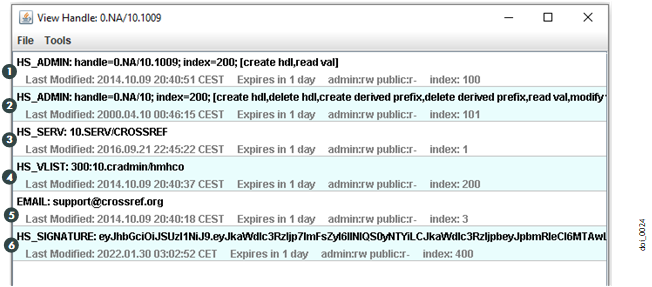 View Handle: 0.NA/10.1009
File Tools
1 HS_ADMIN: handle=0.NA/10.1009; index=200; [create hdl,read val]
Last Modified: 2014.10.09 20:40:51 CEST Expires in 1 day admin:rw public:r- index: 100
2 HS_ADMIN: handle=0.NA/10; index=200; [create hdl,delete hdl,create derived prefix,delete derived prefix,read val,modify
Last Modified: 2000.04.10 00:46:15 CEST Expires in 1 day admin:rw public:r- index: 101
3 HS_SERV: 10.SERV/CROSSREF
Last Modified: 2016.09.21 22:45:22 CEST Expires in 1 day admin:rw public:r- index: 1
4 HS_VLIST: 300:10.cradmin/hmhco
Last Modified: 2014.10.09 20:40:37 CEST Expires in 1 day admin:rw public:r- index: 200
5 EMAIL: support@crossref.org
Last Modified: 2014.10.09 20:40:18 CEST Expires in 1 day admin:rw public:r- index: 3
6 HS_SIGNATURE:
Last Modified: 2022.01.30 03:02:52 CET Expires in 1 day admin:rw public:r- index: 400
doi_0024